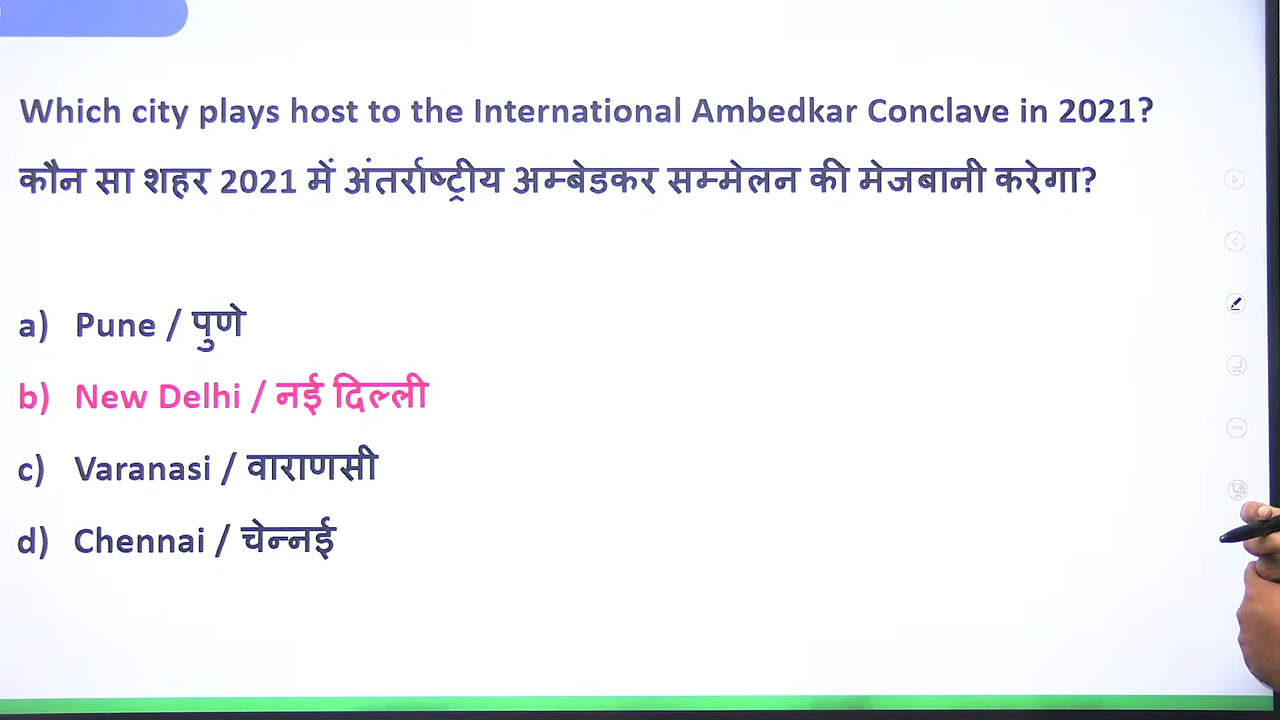 Which city plays host to the International Ambedkar Conclave in 2021?
कौन सा शहर 2021 में अंतर्राष्ट्रीय अम्बेडकर सम्मेलन की मेजबानी करेगा?
a) Pune / पुणे
b) New Delhi / नई दिल्ली
c) Varanasi / वाराणसी
d) Chennai / चेन्नई